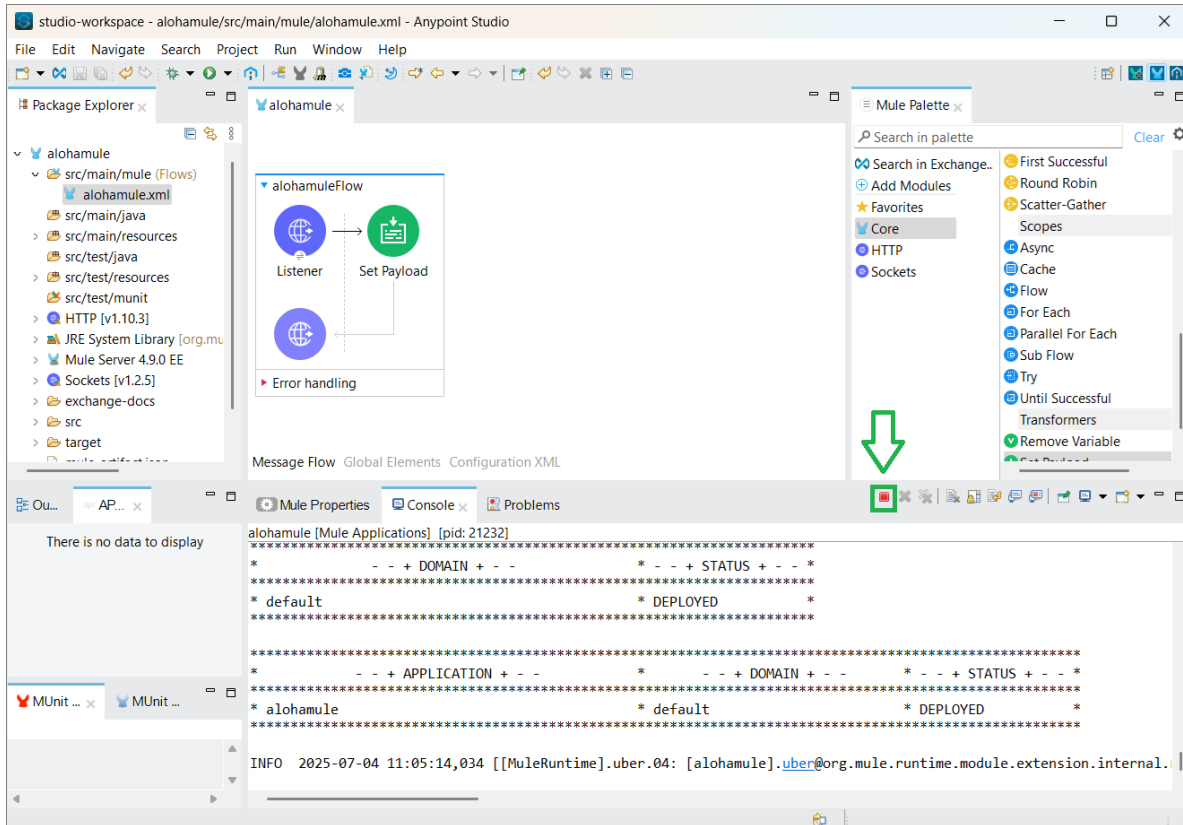 studio-workspace - alohamule/src/main/mule/alohamule.xml - Anypoint Studio
File Edit Navigate Search Project Run Window Help
Package Explorer
alohamule
src/main/mule (Flows)
alohamule.xml
src/main/java
src/main/resources
src/test/java
src/test/resources
src/test/munit
HTTP [v1.10.3]
JRE System Library [org.mu
Mule Server 4.9.0 EE
Sockets [v1.2.5]
exchange-docs
src
target
alohamule
alohamuleFlow
Listener Set Payload
Error handling
Message Flow Global Elements Configuration XML
Mule Palette
Search in palette Clear
Search in Exchange..
Add Modules
Favorites
Core
HTTP
Sockets
First Successful
Round Robin
Scatter-Gather
Scopes
Async
Cache
Flow
For Each
Parallel For Each
Sub Flow
Try
Until Successful
Transformers
Remove Variable
Set Payload
Ou... API AP...
There is no data to display
MUnit ... MUnit ...
Mule Properties Console Problems
alohamule [Mule Applications] [pid: 21232]
**********************************************************************
* - - + DOMAIN + - - * - - + STATUS + - - *
**********************************************************************
* default * DEPLOYED *
**********************************************************************
*******************************************************************************************************
* - - + APPLICATION + - - * - - + DOMAIN + - - * - - + STATUS + - - *
*******************************************************************************************************
* alohamule * default * DEPLOYED *
*******************************************************************************************************
INFO 2025-07-04 11:05:14,034 [[MuleRuntime].uber.04: [alohamule].uber@org.mule.runtime.module.extension.internal.